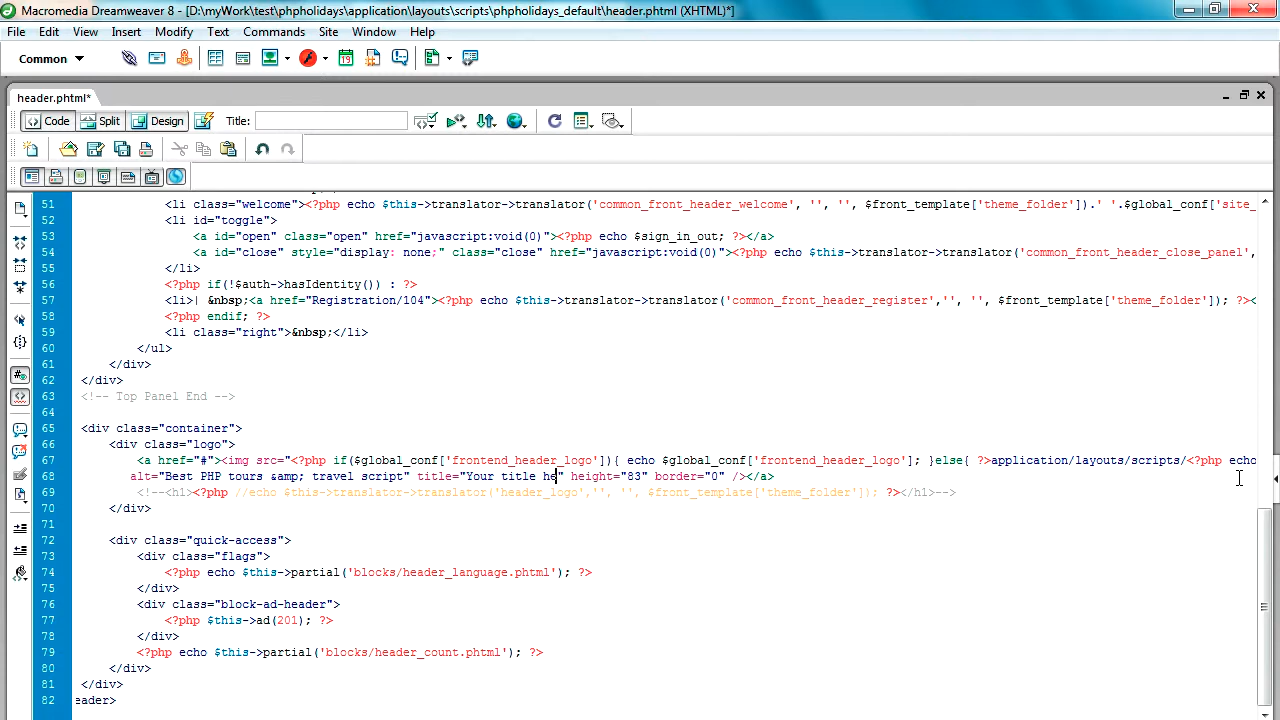 Macromedia Dreamweaver 8 - [D:\myWork\test\phpholidays\application\layouts\scripts\phpholidays_default\header.phtml (XHTML)*]
File Edit View Insert Modify Text Commands Site Window Help
Common
header.phtml*
Code Split Design Title:
51 <li class="welcome"><?php echo $this->translator->translator('common_front_header_welcome', '', '', $front_template['theme_folder']).' '.$global_conf['site_
52 <li id="toggle">
53 <a id="open" class="open" href="javascript:void(0)"><?php echo $sign_in_out; ?></a>
54 <a id="close" style="display: none;" class="close" href="javascript:void(0)"><?php echo $this->translator->translator('common_front_header_close_panel',
55 </li>
56 <?php if(!$auth->hasIdentity()) : ?>
57 <li>| &nbsp;<a href="Registration/104"><?php echo $this->translator->translator('common_front_header_register','', '', $front_template['theme_folder']); ?><
58 <?php endif; ?>
59 <li class="right">&nbsp;</li>
60 </ul>
61 </div>
62 </div>
63 <!-- Top Panel End -->
64
65 <div class="container">
66 <div class="logo">
67 <a href="#"><img src="<?php if($global_conf['frontend_header_logo']){ echo $global_conf['frontend_header_logo']; }else{ ?>application/layouts/scripts/<?php echo
68 alt="Best PHP tours &amp; travel script" title="Your title he" height="83" border="0" /></a>
69 <!--<h1><?php //echo $this->translator->translator('header_logo','', '', $front_template['theme_folder']); ?></h1>-->
70 </div>
71
72 <div class="quick-access">
73 <div class="flags">
74 <?php echo $this->partial('blocks/header_language.phtml'); ?>
75 </div>
76 <div class="block-ad-header">
77 <?php $this->ad(201); ?>
78 </div>
79 <?php echo $this->partial('blocks/header_count.phtml'); ?>
80 </div>
81 </div>
82 eader>